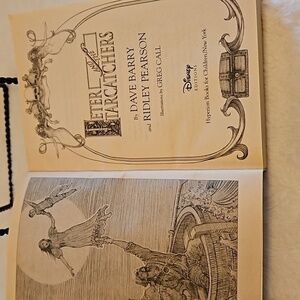 PETER
and the
STARCATCHERS
By DAVE BARRY
and RIDLEY PEARSON
Illustrations by GREG CALL
Disney
EDITIONS
Hyperion Books for Children/New York